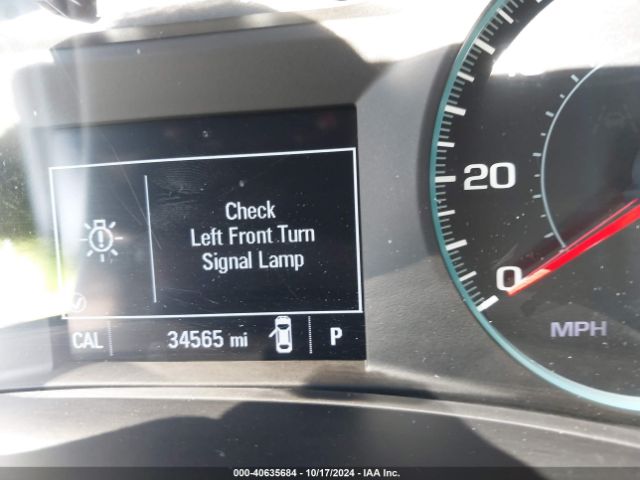 Check
Left Front Turn
Signal Lamp
CAL 34565 mi P
20
0
MPH
000-40635684 - 10/17/2024 - IAA Inc.